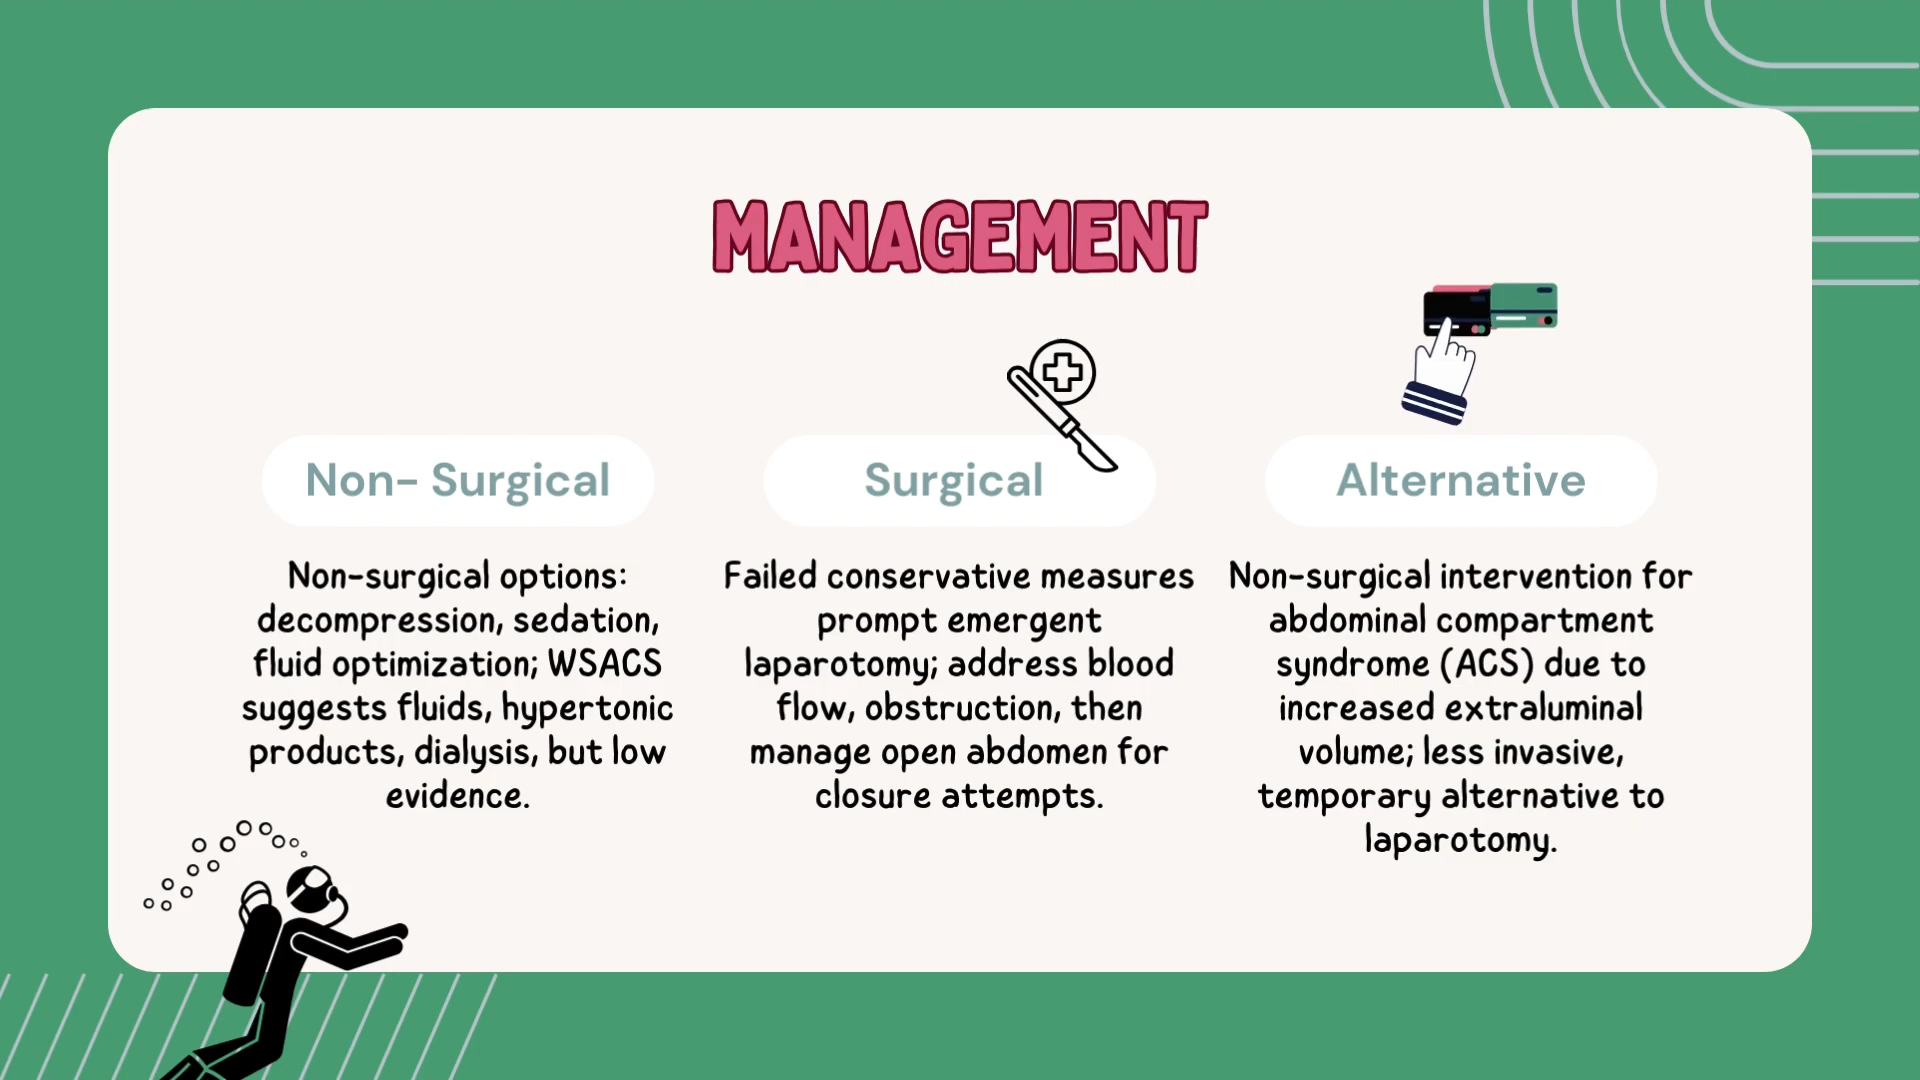 MANAGEMENT
Non- Surgical
Non-surgical options:
decompression, sedation,
fluid optimization; WSACS
suggests fluids, hypertonic
products, dialysis, but low
evidence.
Surgical
Failed conservative measures
prompt emergent
laparotomy; address blood
flow, obstruction, then
manage open abdomen for
closure attempts.
Alternative
Non-surgical intervention for
abdominal compartment
syndrome (ACS) due to
increased extraluminal
volume; less invasive,
temporary alternative to
laparotomy.